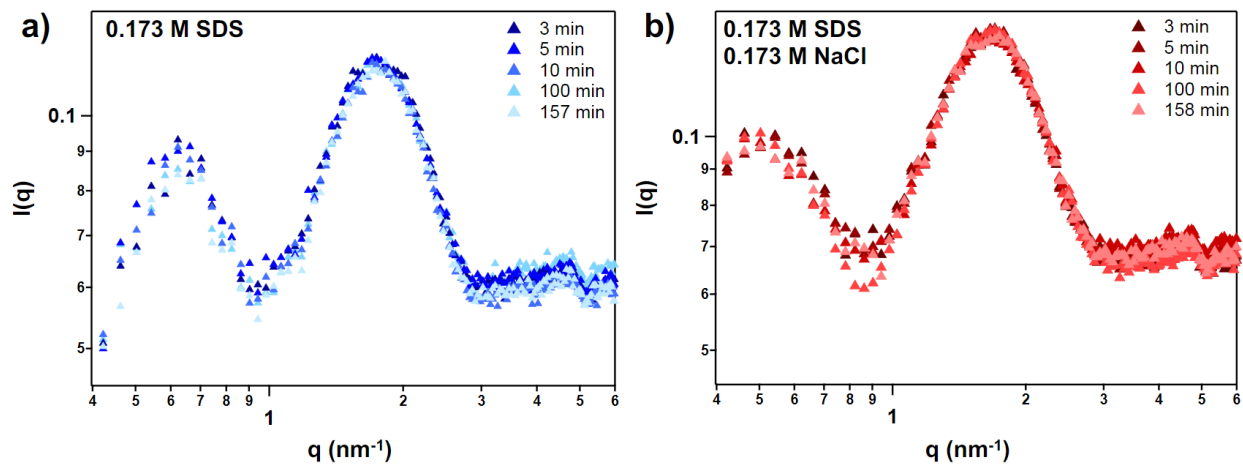 a)
0.173 M SDS
3 min
5 min
10 min
100 min
157 min
I(q)
0.1
9
8
7
6
5
4 5 6 7 8 9 2 3 4 5 6
1
q (nm-1)
b)
0.173 M SDS
0.173 M NaCl
3 min
5 min
10 min
100 min
158 min
I(q)
0.1
9
8
7
6
5
4 5 6 7 8 9 2 3 4 5 6
1
q (nm-1)